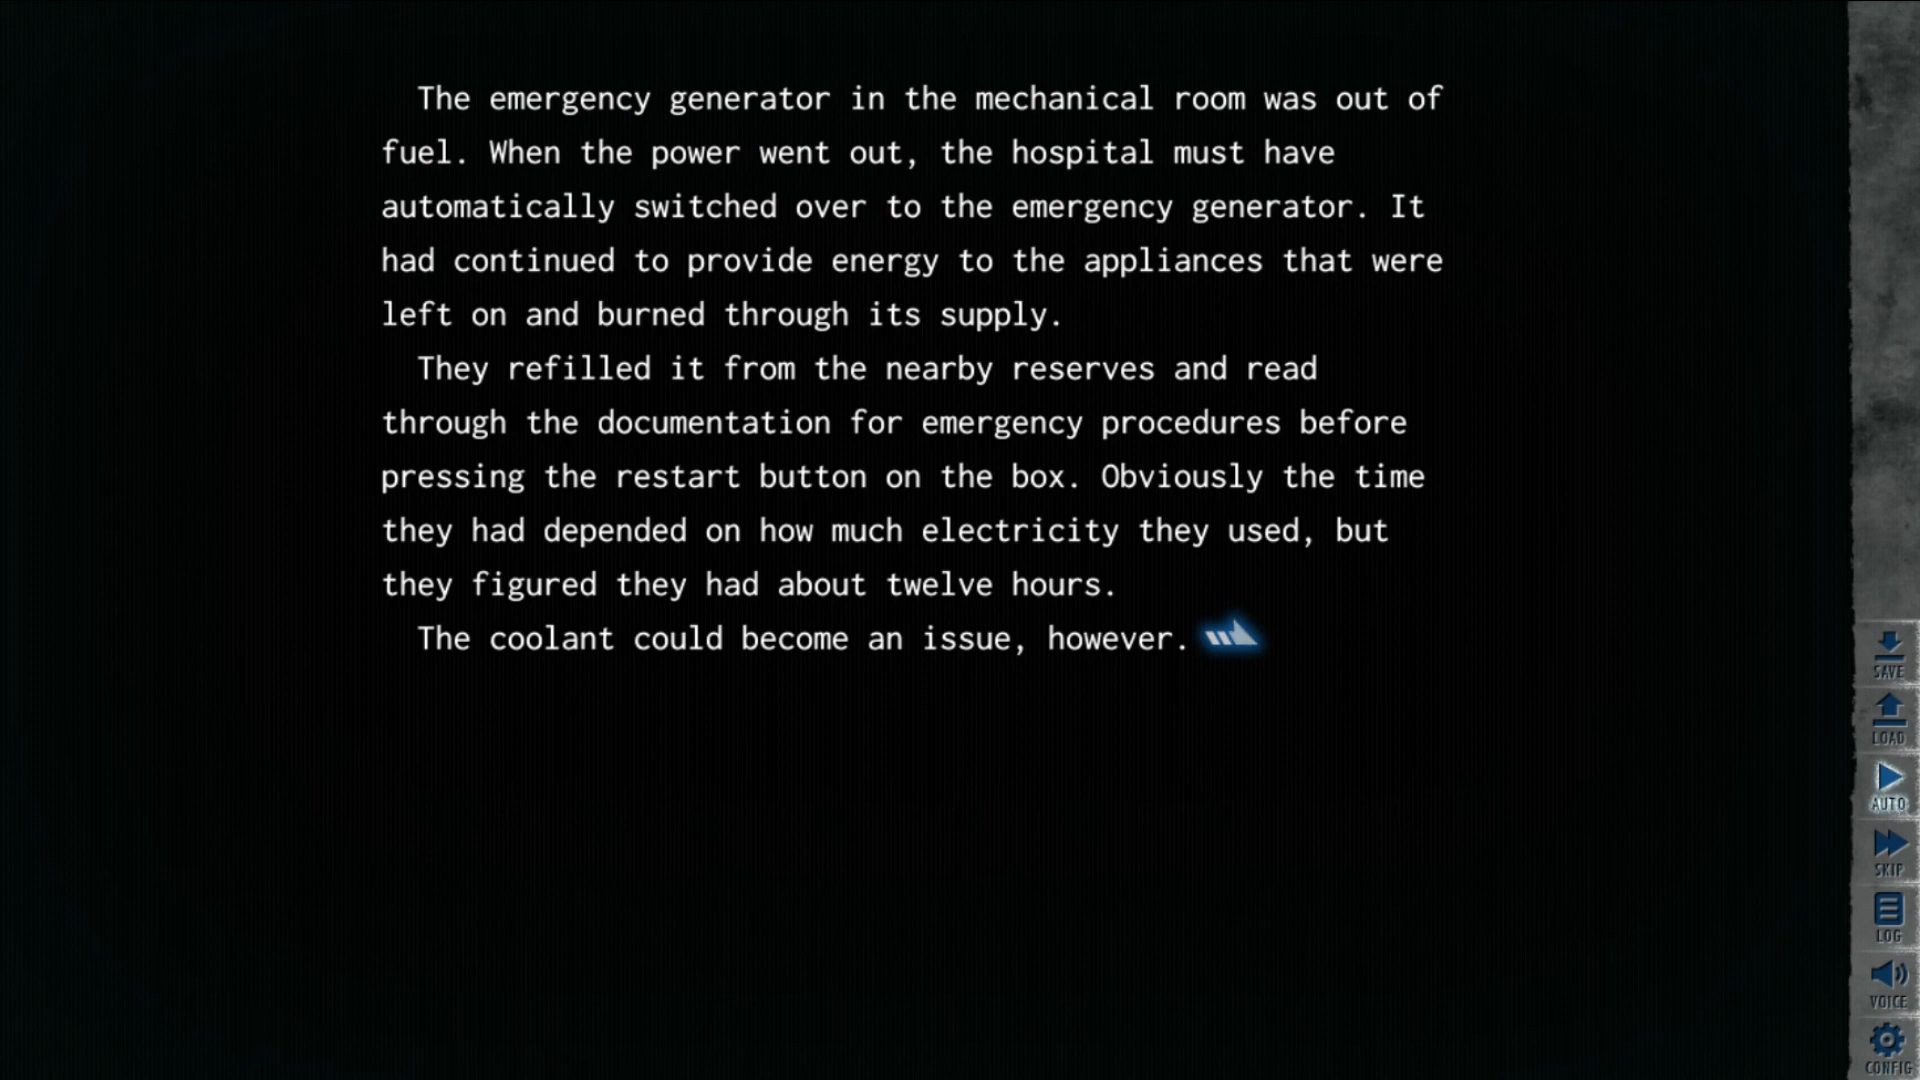 The emergency generator in the mechanical room was out of
fuel. When the power went out, the hospital must have
automatically switched over to the emergency generator. It
had continued to provide energy to the appliances that were
left on and burned through its supply.
They refilled it from the nearby reserves and read
through the documentation for emergency procedures before
pressing the restart button on the box. Obviously the time
they had depended on how much electricity they used, but
they figured they had about twelve hours.
The coolant could become an issue, however.
SAVE
LOAD
AUTO
SKIP
LOG
VOICE
CONFIG